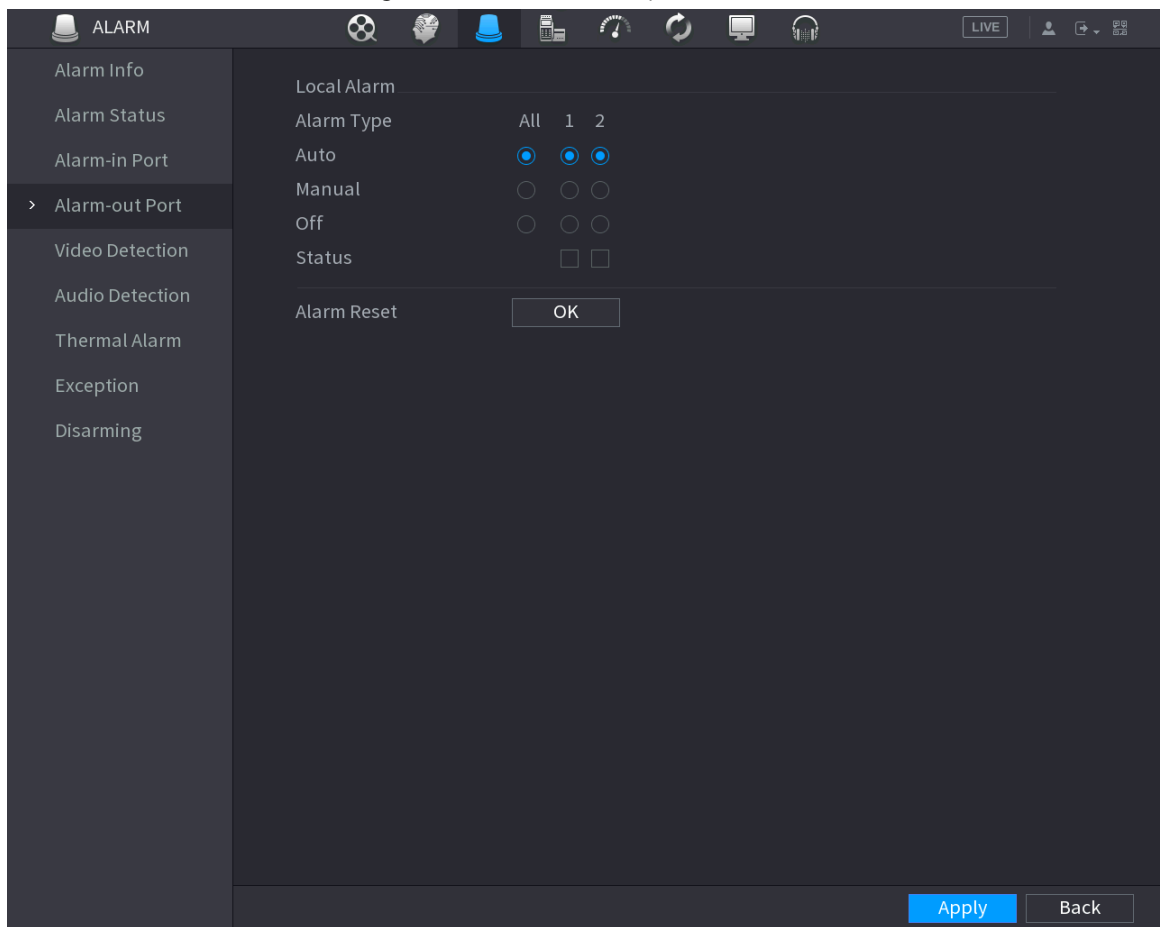 ALARM
LIVE
Alarm Info
Alarm Status
Alarm-in Port
> Alarm-out Port
Video Detection
Audio Detection
Thermal Alarm
Exception
Disarming
Local Alarm
Alarm Type All 1 2
Auto
Manual
Off
Status
Alarm Reset OK
Apply Back